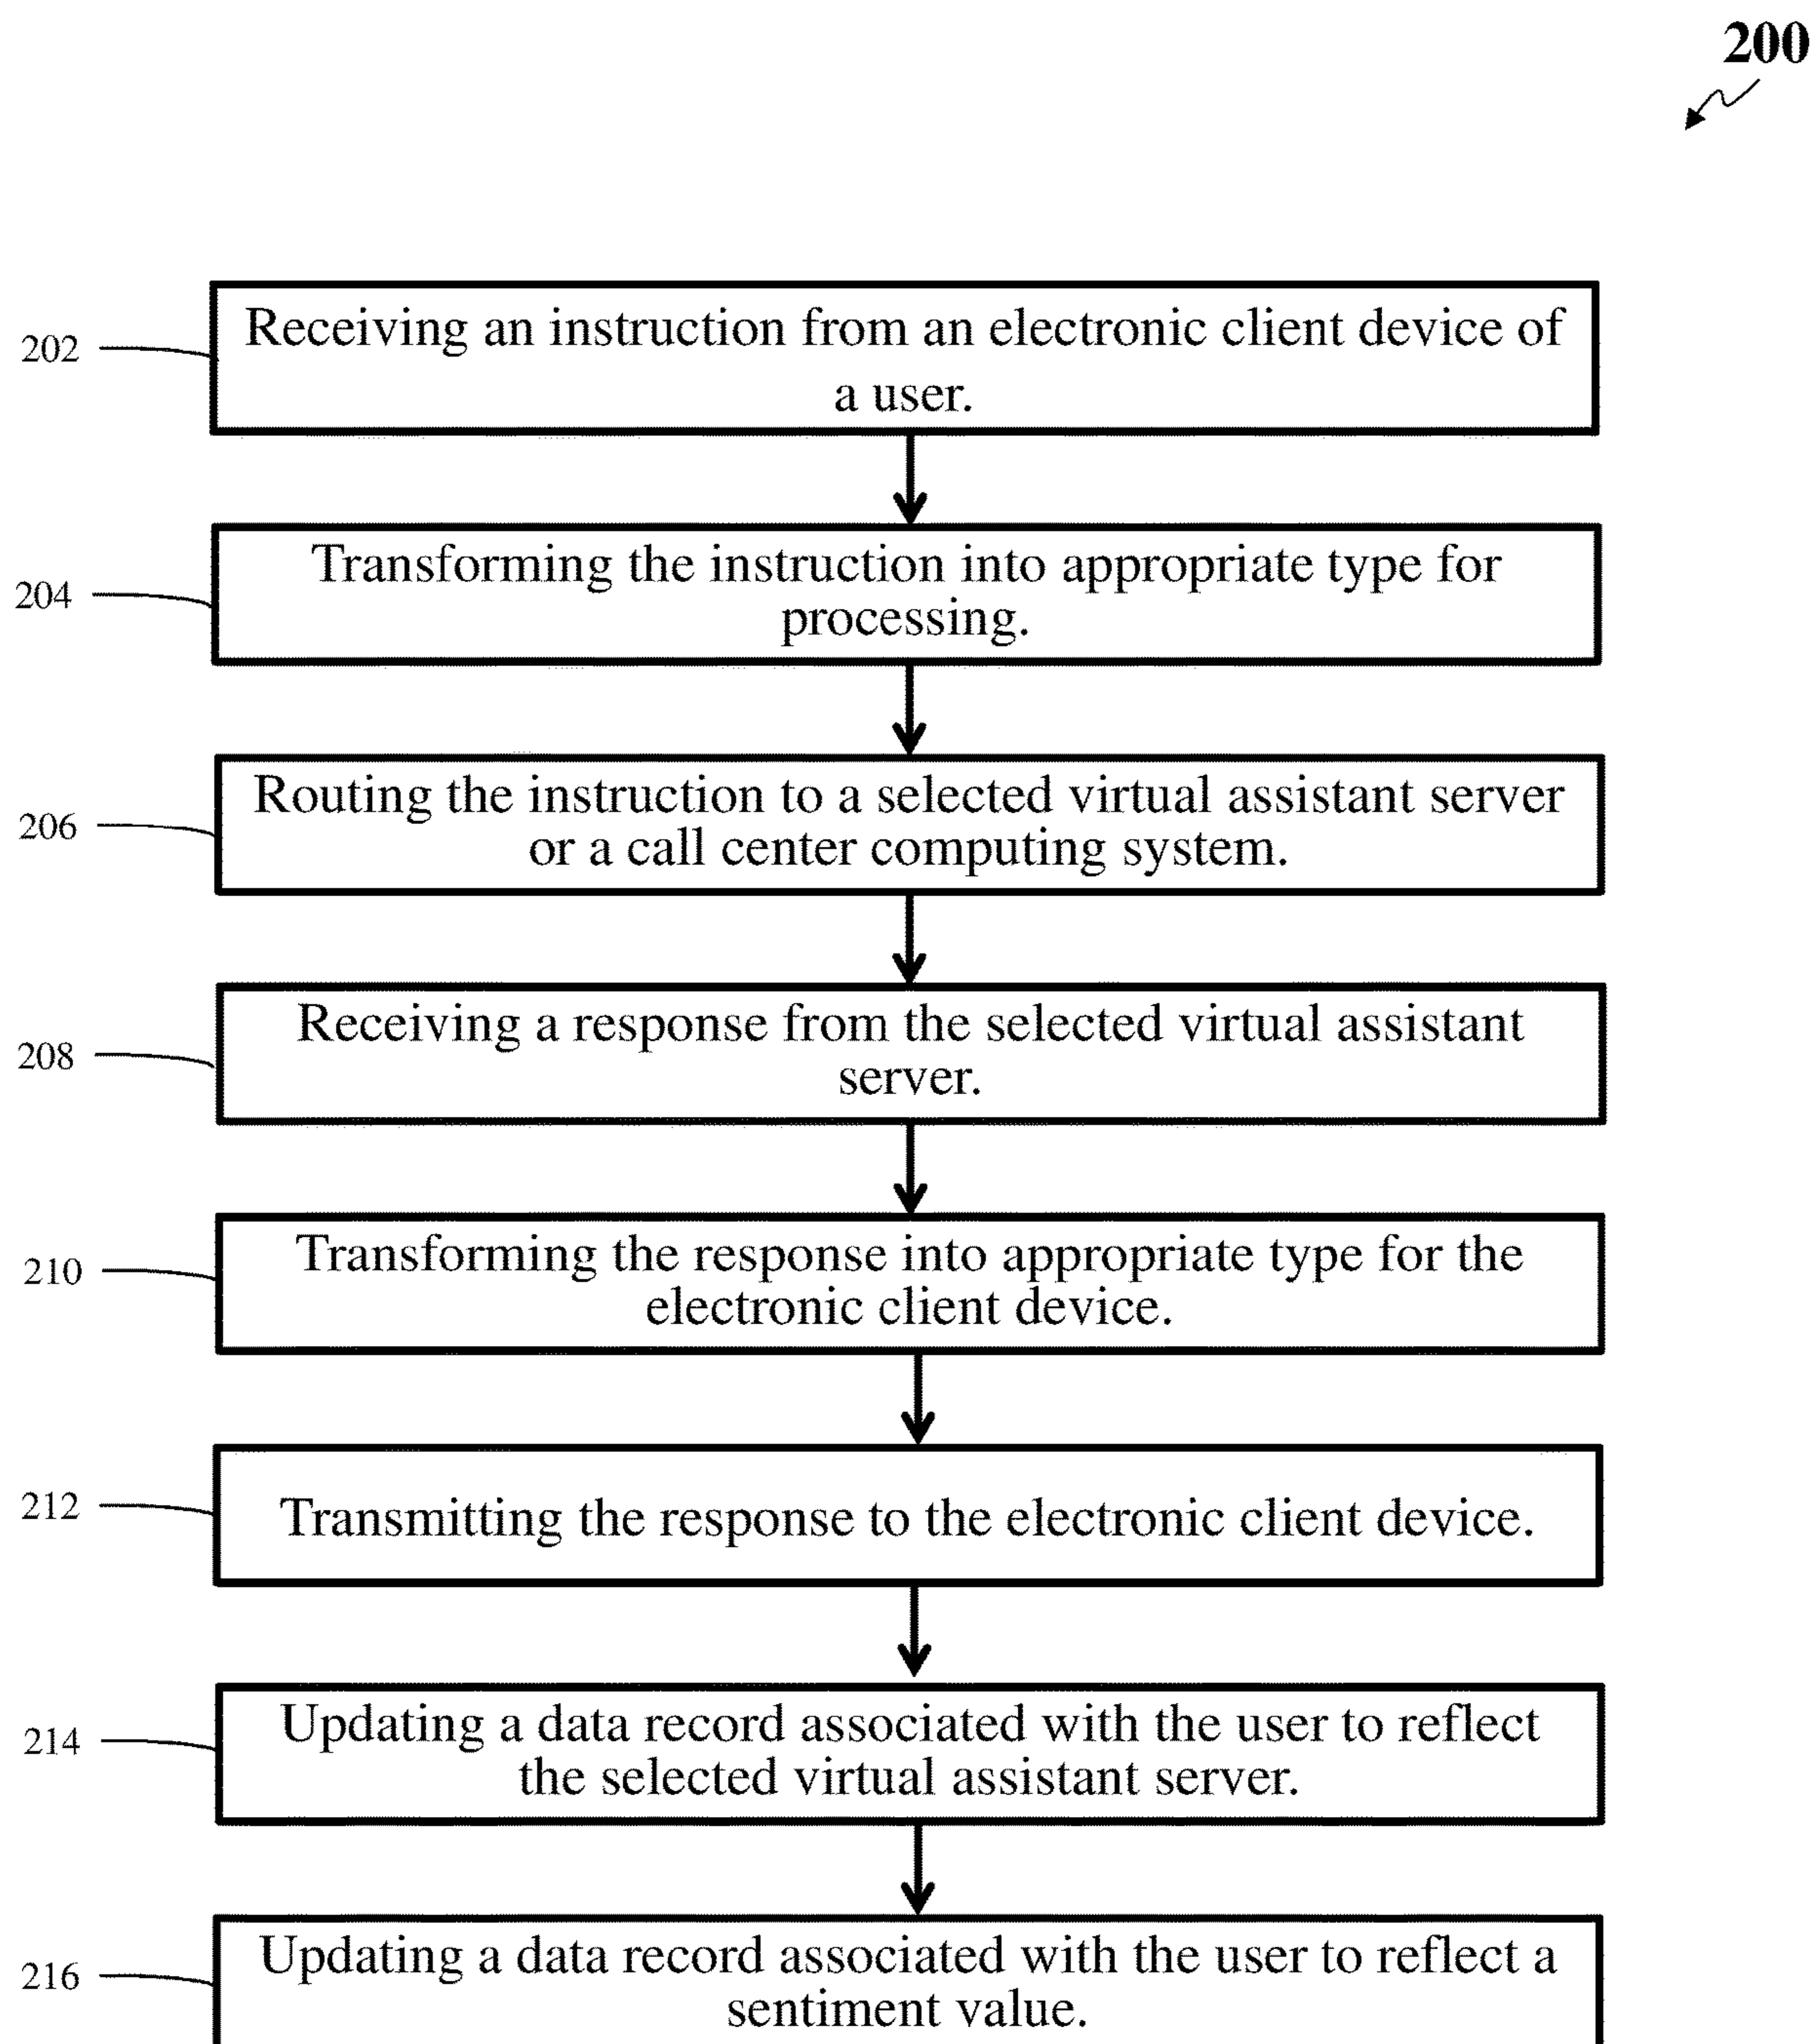 200
202
Receiving an instruction from an electronic client device of
a user.
204
Transforming the instruction into appropriate type for
processing.
206
Routing the instruction to a selected virtual assistant server
or a call center computing system.
208
Receiving a response from the selected virtual assistant
server.
210
Transforming the response into appropriate type for the
electronic client device.
212
Transmitting the response to the electronic client device.
214
Updating a data record associated with the user to reflect
the selected virtual assistant server.
216
Updating a data record associated with the user to reflect a
sentiment value.